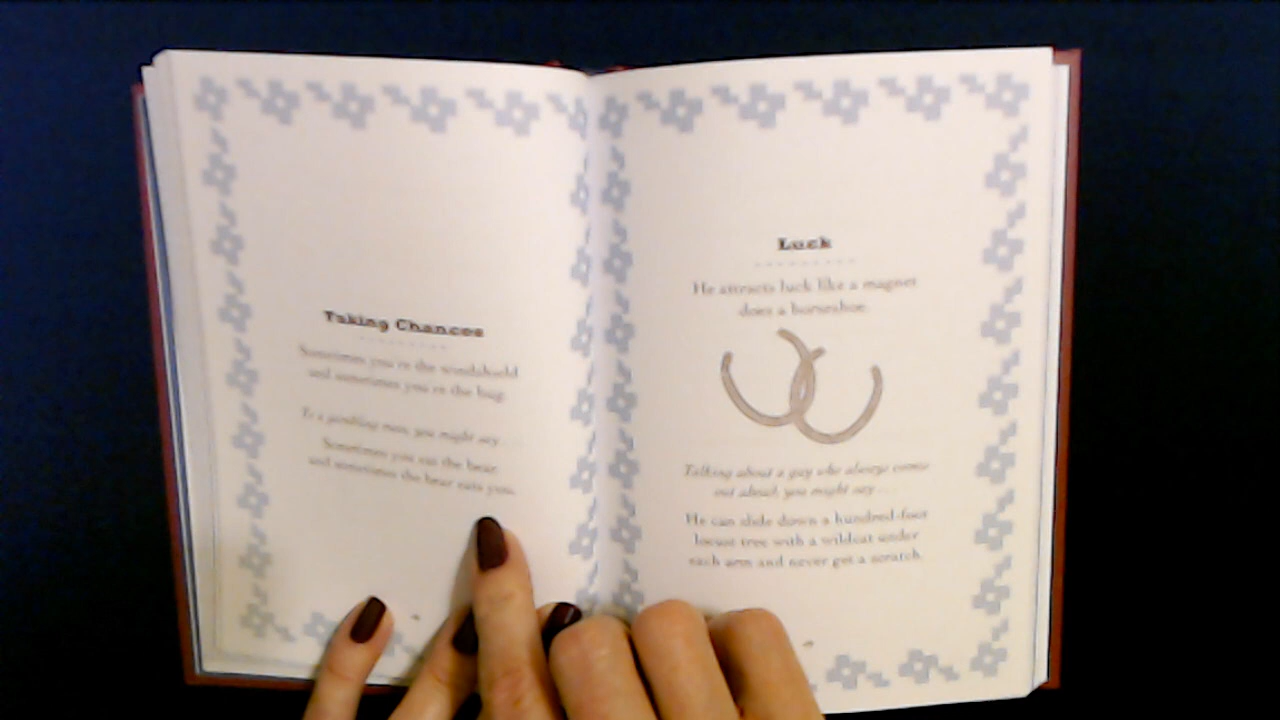 Taking Chances
Sometimes you're the windshield
and sometimes you're the bug.
To a gambling man, you might say . . .
Sometimes you eat the bear
and sometimes the bear eats you.
Luck
He attracts luck like a magnet
does a horseshoe.
Talking about a guy who always comes
out ahead, you might say . . .
He can slide down a hundred-foot
locust tree with a wildcat under
each arm and never get a scratch.